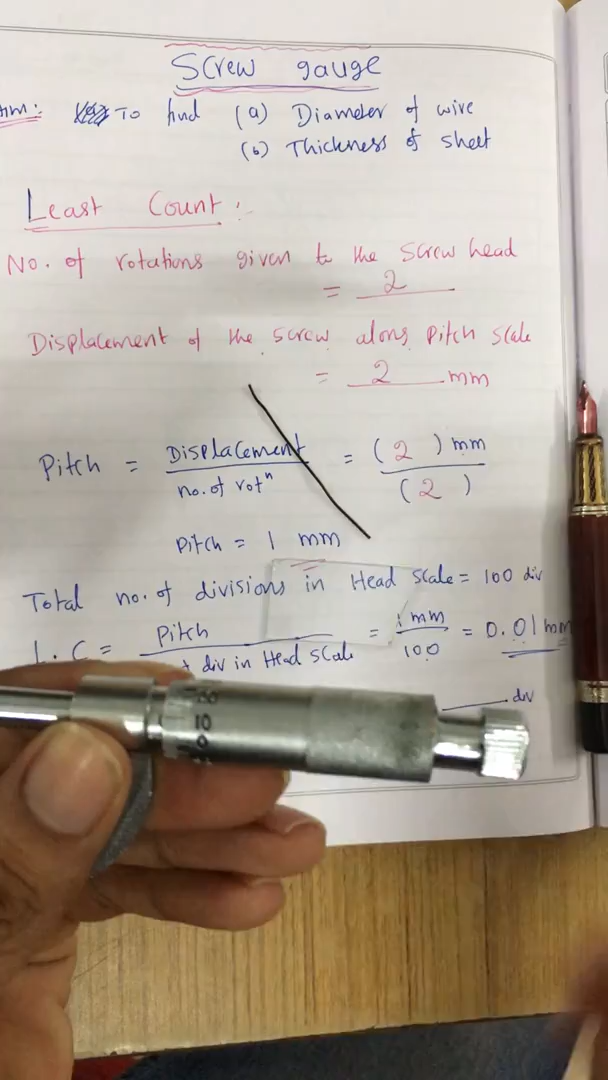 Screw gauge
Aim: To find (a) Diameter of wire
(b) Thickness of sheet
Least Count:
No. of rotations given to the screw head
= 2
Displacement of the screw along Pitch scale
= 2 mm
Pitch = Displacement / no. of rotⁿ = (2) mm / (2)
Pitch = 1 mm
Total no. of divisions in Head scale = 100 div
L.C = Pitch / div in Head scale = 1 mm / 100 = 0.01 mm
div
10